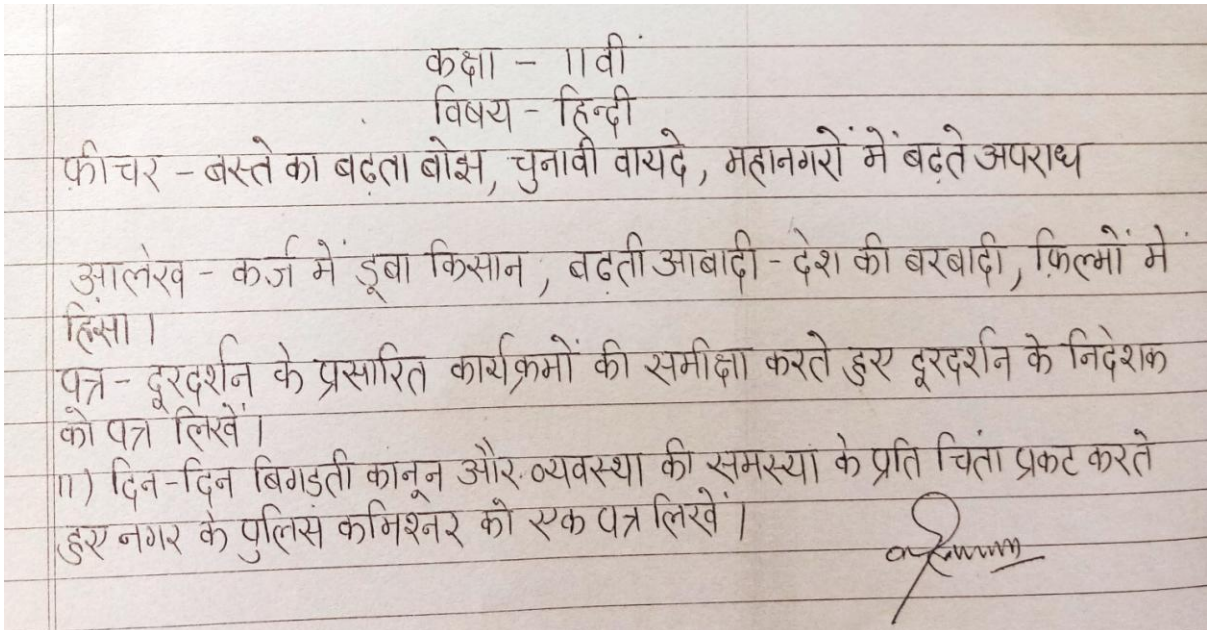 कक्षा - 11वीं
विषय - हिन्दी
फ़ीचर - बस्ते का बढ़ता बोझ, चुनावी वायदे, महानगरों में बढ़ते अपराध
आलेख - कर्ज में डूबा किसान, बढ़ती आबादी - देश की बरबादी, फ़िल्मों में
हिंसा।
पत्र - दूरदर्शन के प्रसारित कार्यक्रमों की समीक्षा करते हुए दूरदर्शन के निदेशक
को पत्र लिखें।
11) दिन-दिन बिगड़ती कानून और व्यवस्था की समस्या के प्रति चिंता प्रकट करते
हुए नगर के पुलिस कमिश्नर को एक पत्र लिखें।